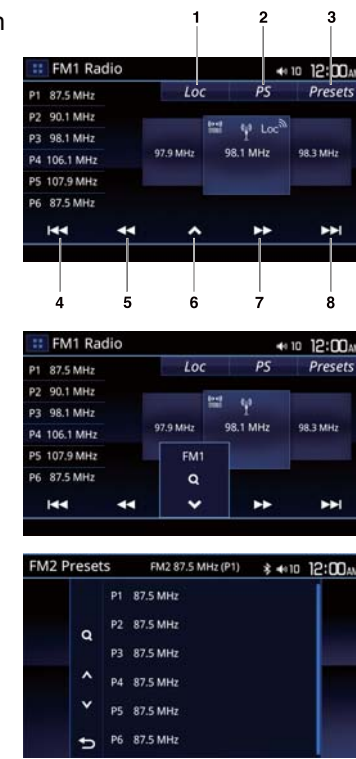 n
1 2 3
FM1 Radio 10 12:00AM
Loc PS Presets
P1 87.5 MHz
P2 90.1 MHz
P3 98.1 MHz
P4 106.1 MHz
P5 107.9 MHz
P6 87.5 MHz
Loc
97.9 MHz 98.1 MHz 98.3 MHz
4 5 6 7 8
FM1 Radio 10 12:00AM
Loc PS Presets
P1 87.5 MHz
P2 90.1 MHz
P3 98.1 MHz
P4 106.1 MHz
P5 107.9 MHz
P6 87.5 MHz
97.9 MHz 98.1 MHz 98.3 MHz
FM1
FM2 Presets FM2 87.5 MHz (P1) 10 12:00AM
P1 87.5 MHz
P2 87.5 MHz
P3 87.5 MHz
P4 87.5 MHz
P5 87.5 MHz
P6 87.5 MHz